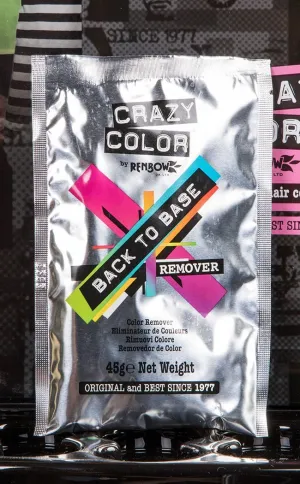 SINCE 1977
CRAZY
COLOR
by RENBOW
BACK TO BASE
REMOVER
Color Remover
Eliminateur de Couleurs
Rimuovi Colore
Removedor de Color
45g e Net Weight
ORIGINAL and BEST SINCE 1977